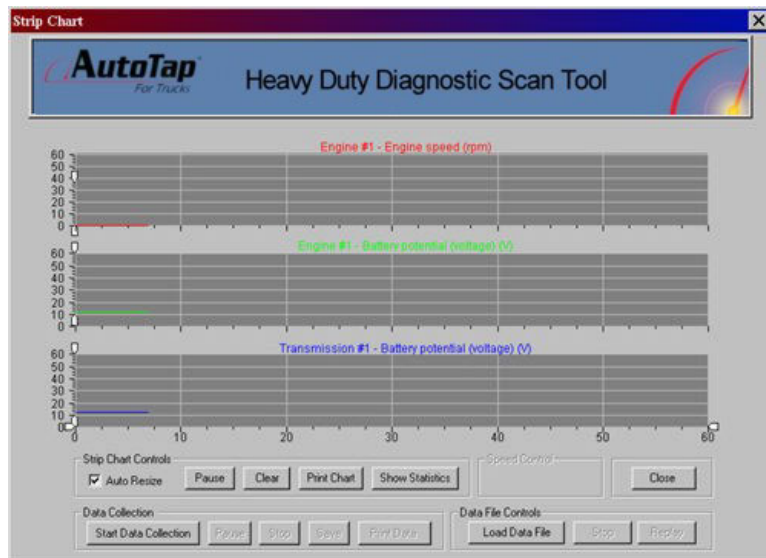 Strip Chart
AutoTap
For Trucks
Heavy Duty Diagnostic Scan Tool
Engine #1 - Engine speed (rpm)
60
50
40
30
20
10
0
Engine #1 - Battery potential (voltage) (V)
60
50
40
30
20
10
0
Transmission #1 - Battery potential (voltage) (V)
60
50
40
30
20
10
0
0 10 20 30 40 50 60
Strip Chart Controls
Auto Resize Pause Clear Print Chart Show Statistics
Speed Control
Close
Data Collection
Start Data Collection Pause Stop Save Print Data
Data File Controls
Load Data File Stop Replay